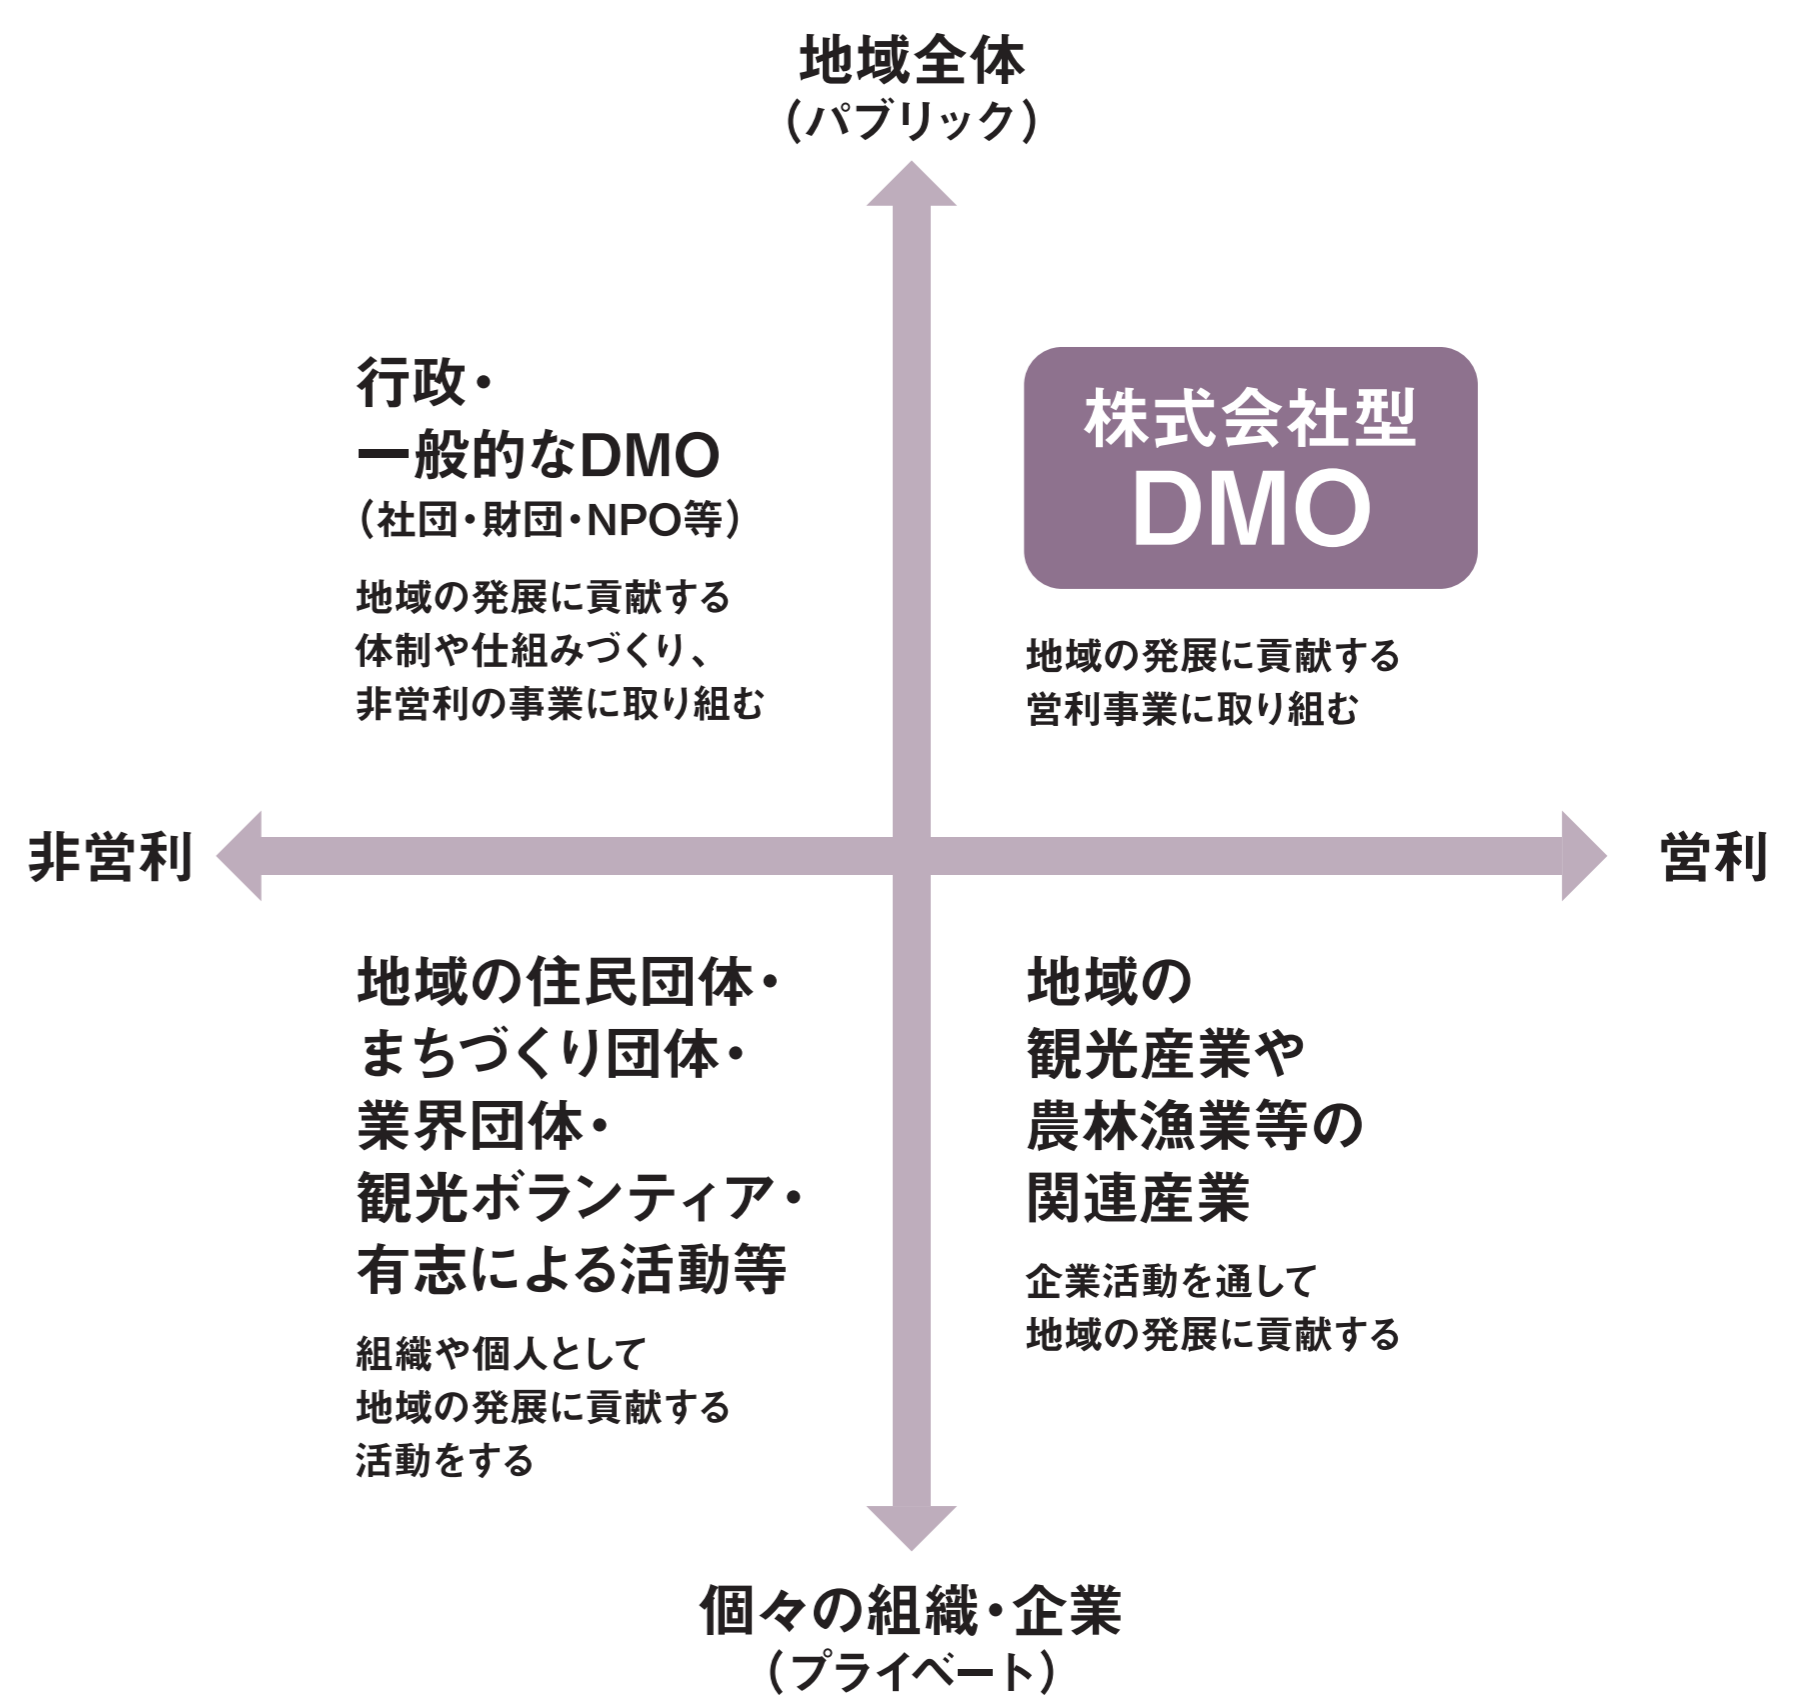 地域全体
（パブリック）
行政・
一般的なDMO
（社団・財団・NPO等）
地域の発展に貢献する
体制や仕組みづくり、
非営利の事業に取り組む
株式会社型
DMO
地域の発展に貢献する
営利事業に取り組む
非営利
営利
地域の住民団体・
まちづくり団体・
業界団体・
観光ボランティア・
有志による活動等
組織や個人として
地域の発展に貢献する
活動をする
地域の
観光産業や
農林漁業等の
関連産業
企業活動を通して
地域の発展に貢献する
個々の組織・企業
（プライベート）